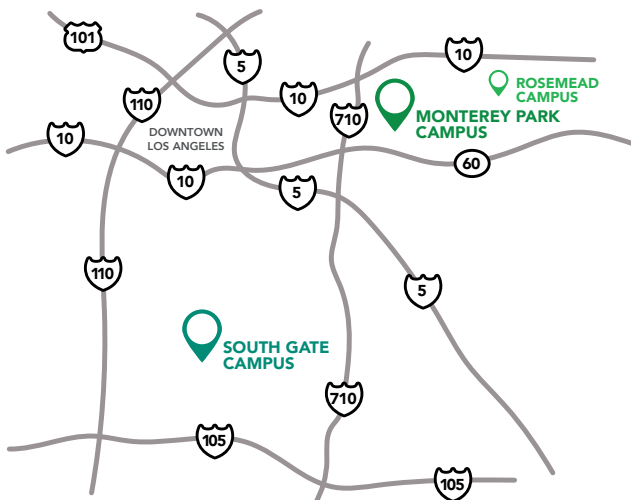 101
5
10
ROSEMEAD
CAMPUS
110
10
710
MONTEREY PARK
CAMPUS
10
DOWNTOWN
LOS ANGELES
60
10
5
110
5
SOUTH GATE
CAMPUS
710
105
105